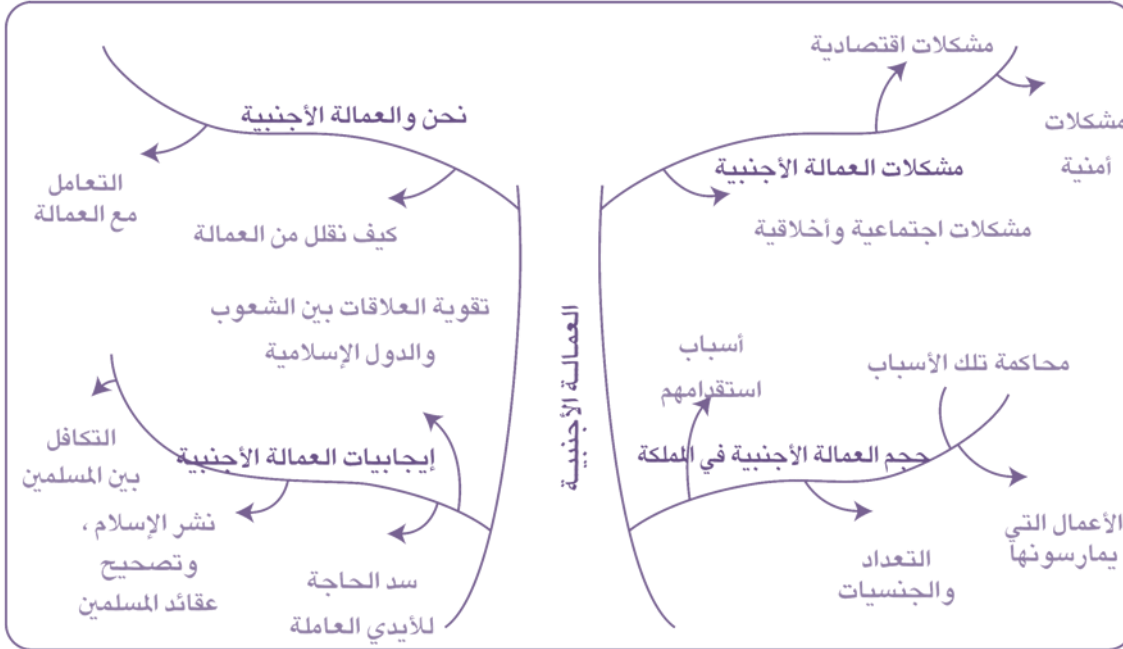 العمالة الأجنبية
مشكلات اقتصادية
مشكلات
أمنية
مشكلات العمالة الأجنبية
مشكلات اجتماعية وأخلاقية
أسباب
استقدامهم
محاكمة تلك الأسباب
حجم العمالة الأجنبية في المملكة
الأعمال التي
يمارسونها
التعداد
والجنسيات
نحن والعمالة الأجنبية
التعامل
مع العمالة
كيف نقلل من العمالة
تقوية العلاقات بين الشعوب
والدول الإسلامية
إيجابيات العمالة الأجنبية
التكافل
بين المسلمين
نشر الإسلام ،
وتصحيح
عقائد المسلمين
سد الحاجة
للأيدي العاملة